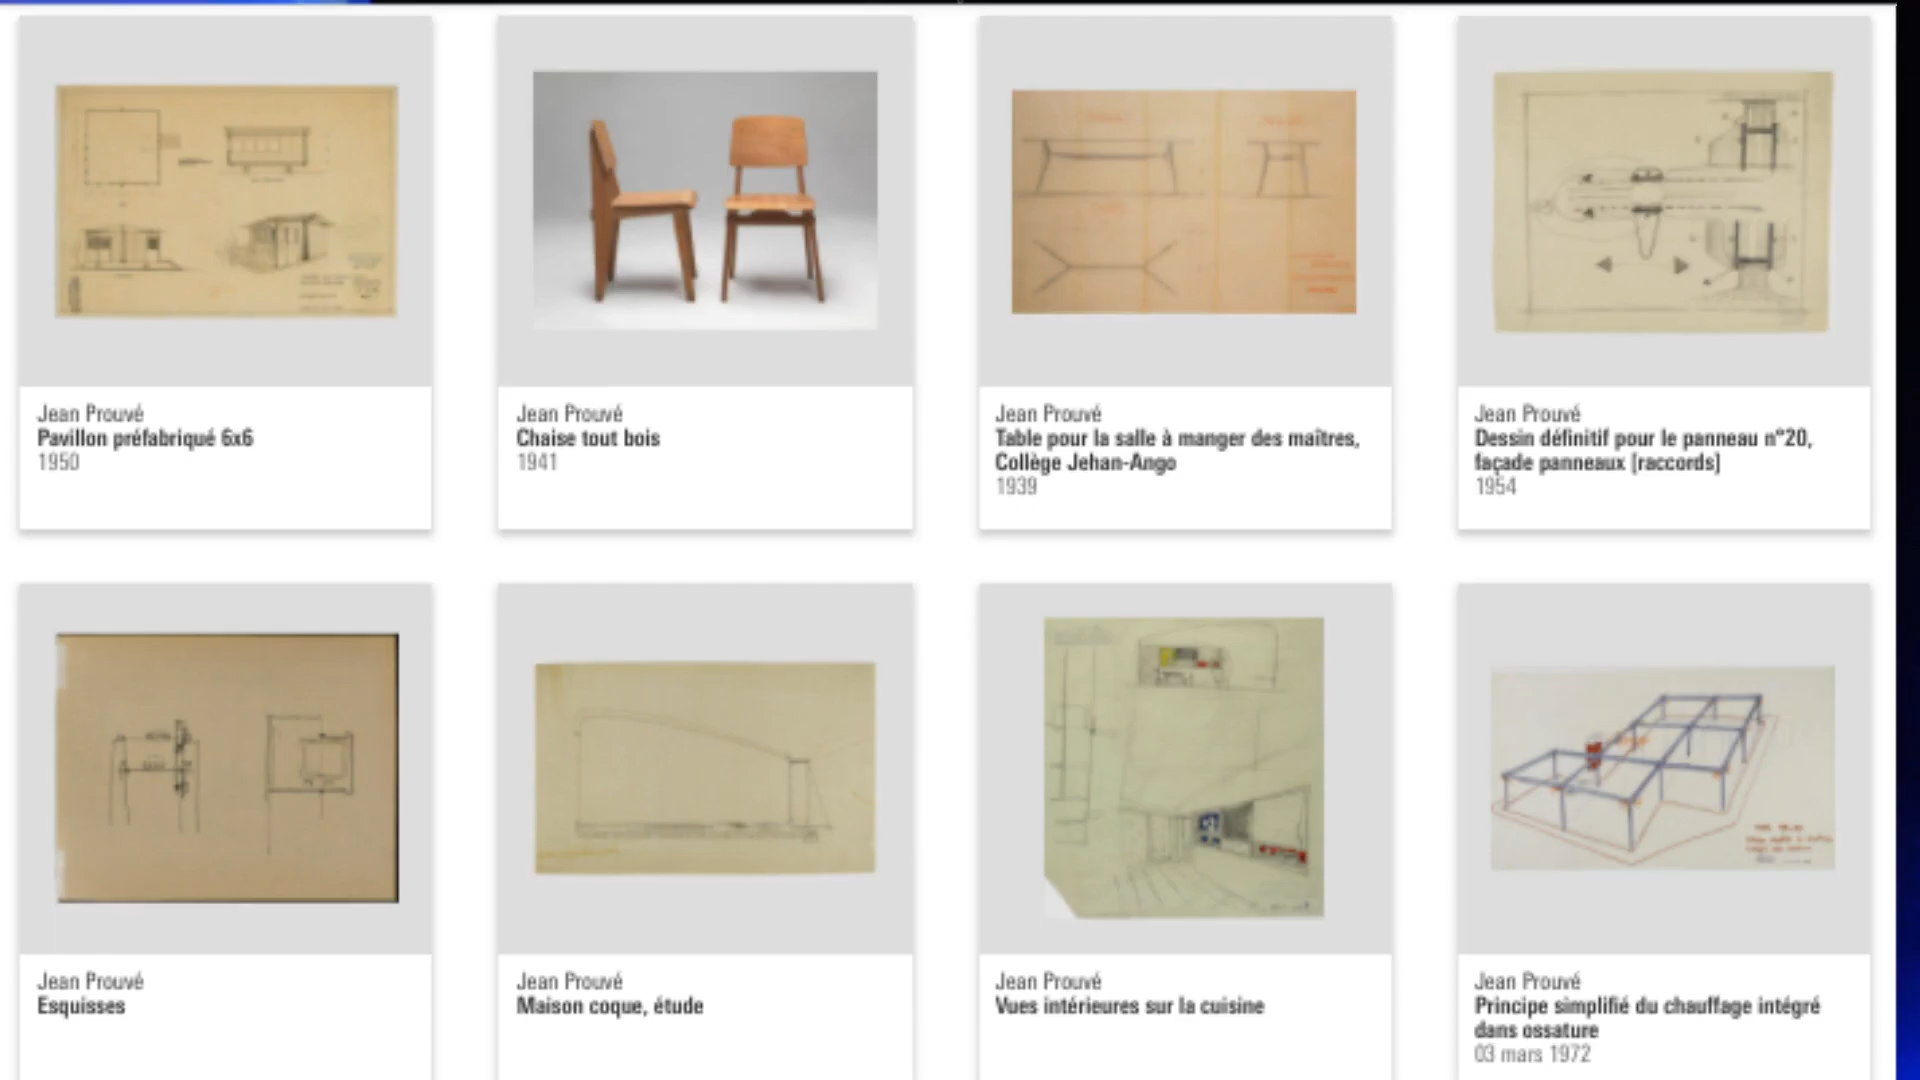 Jean Prouvé
Pavillon préfabriqué 6x6
1950
Jean Prouvé
Chaise tout bois
1941
Jean Prouvé
Table pour la salle à manger des maîtres,
Collège Jehan-Ango
1939
Jean Prouvé
Dessin définitif pour le panneau n°20,
façade panneaux [raccords]
1954
Jean Prouvé
Esquisses
Jean Prouvé
Maison coque, étude
Jean Prouvé
Vues intérieures sur la cuisine
Jean Prouvé
Principe simplifié du chauffage intégré
dans ossature
03 mars 1972